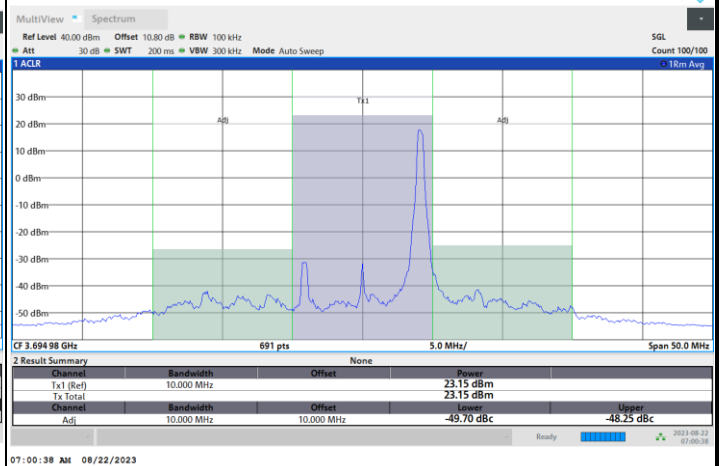 MultiView Spectrum
Ref Level 40.00 dBm Offset 10.80 dB RBW 100 kHz SGL
Att 30 dB SWT 200 ms VBW 300 kHz Mode Auto Sweep Count 100/100
1 ACLR 1Rm Avg
30 dBm
Tx1
Adj Adj
20 dBm
10 dBm
0 dBm
-10 dBm
-20 dBm
-30 dBm
-40 dBm
-50 dBm
CF 3.694 98 GHz 691 pts 5.0 MHz/ Span 50.0 MHz
2 Result Summary None
Channel Bandwidth Offset Power
Tx1 (Ref) 10.000 MHz 23.15 dBm
Tx Total 23.15 dBm
Channel Bandwidth Offset Lower Upper
Adj 10.000 MHz 10.000 MHz -49.70 dBc -48.25 dBc
Ready 2023-08-22
07:00:38
07:00:38 AM 08/22/2023